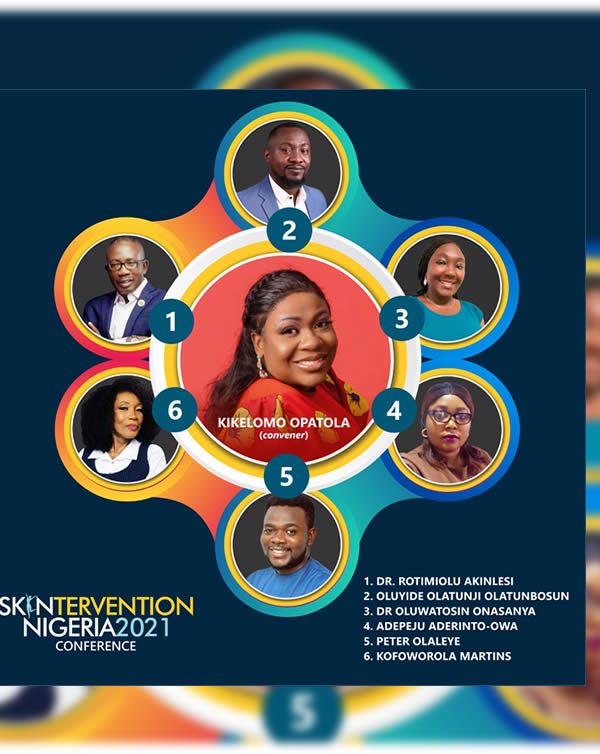 2
1
3
6
4
KIKELOMO OPATOLA
(convener)
5
1. DR. ROTIMIOLU AKINLESI
2. OLUYIDE OLATUNJI OLATUNBOSUN
3. DR OLUWATOSIN ONASANYA
4. ADEPEJU ADERINTO-OWA
5. PETER OLALEYE
6. KOFOWOROLA MARTINS
SKINTERVENTION
NIGERIA2021
CONFERENCE
5